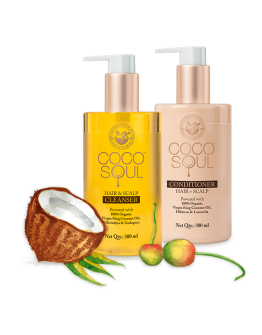 COCO
SOUL
HAIR & SCALP
CLEANSER
Powered with
100% Organic
Virgin King Coconut Oil,
Net Qty.: 300 ml
COCO
SOUL
CONDITIONER
HAIR + SCALP
Powered with
100% Organic
Virgin King Coconut Oil,
Hibiscus &
Net Qty.: 300 ml